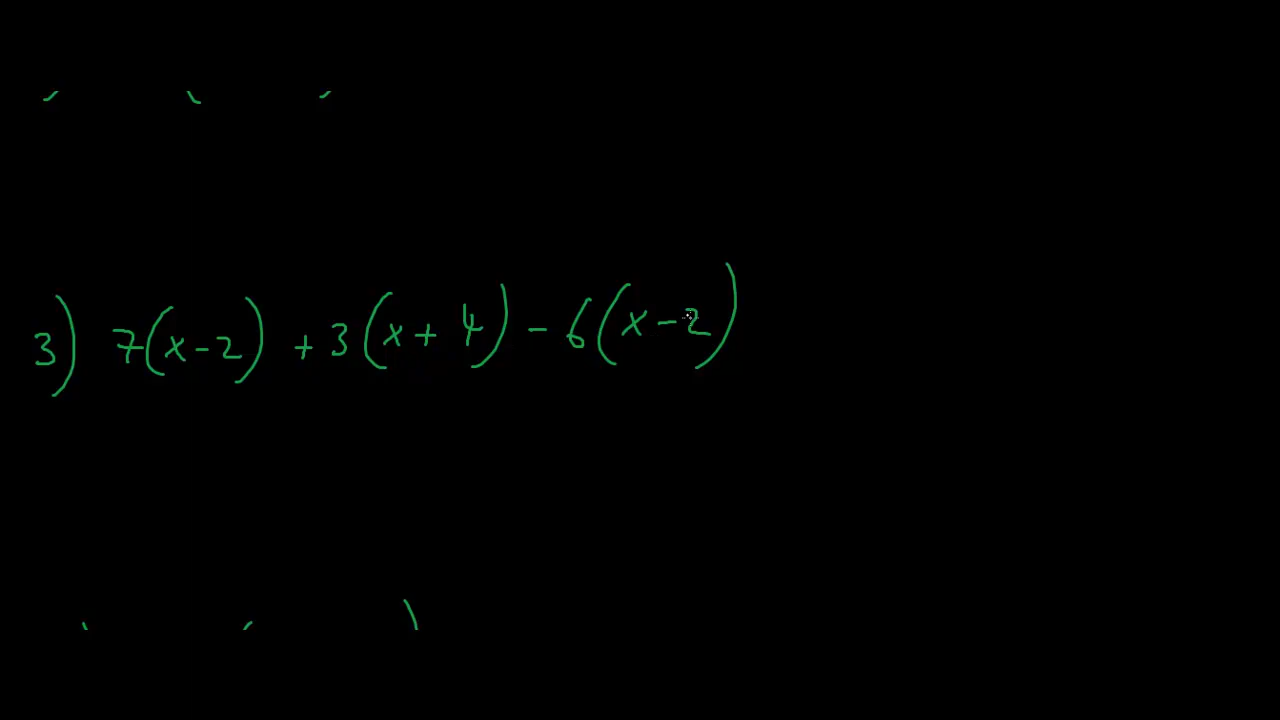 3) 7(x-2) +3(x+4) - 6(x-2)